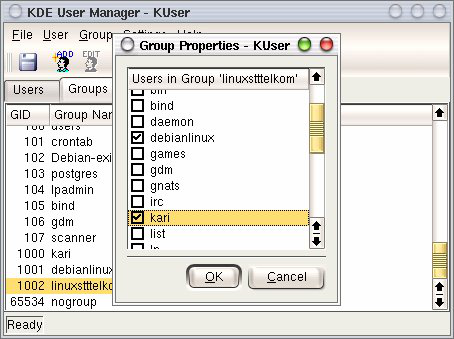 KDE User Manager - KUser
File User Group Settings Help
ADD EDIT
Users Groups
GID Group Nam
100 users
101 crontab
102 Debian-exi
103 postgres
104 lpadmin
105 bind
106 gdm
107 scanner
1000 kari
1001 debianlinux
1002 linuxstttelkom
65534 nogroup
Ready
Group Properties - KUser
Users in Group 'linuxstttelkom'
bin
bind
daemon
debianlinux
games
gdm
gnats
irc
kari
list
lp
OK Cancel